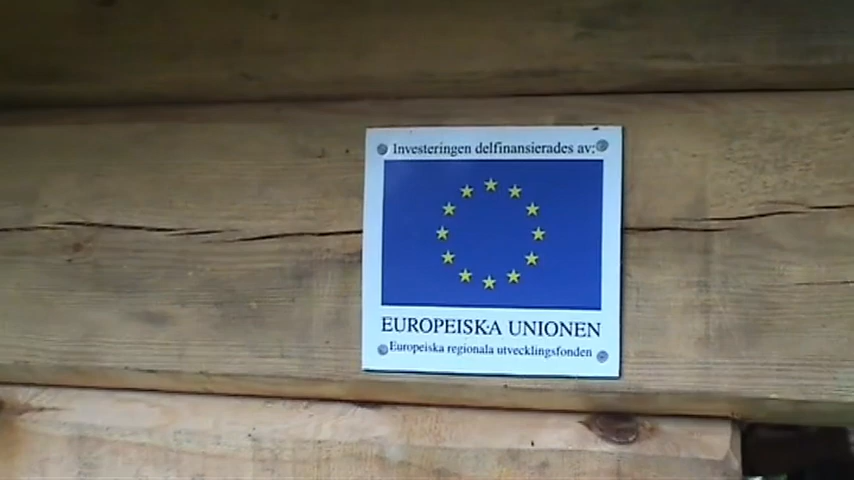 Investeringen delfinansierades av:
EUROPEISKA UNIONEN
Europeiska regionala utvecklingsfonden